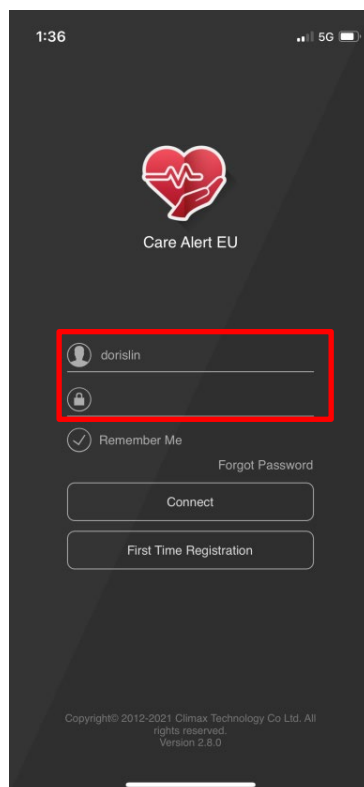 1:36
5G
Care Alert EU
dorislin
Remember Me
Forgot Password
Connect
First Time Registration
Copyright© 2012-2021 Climax Technology Co Ltd. All
rights reserved.
Version 2.8.0